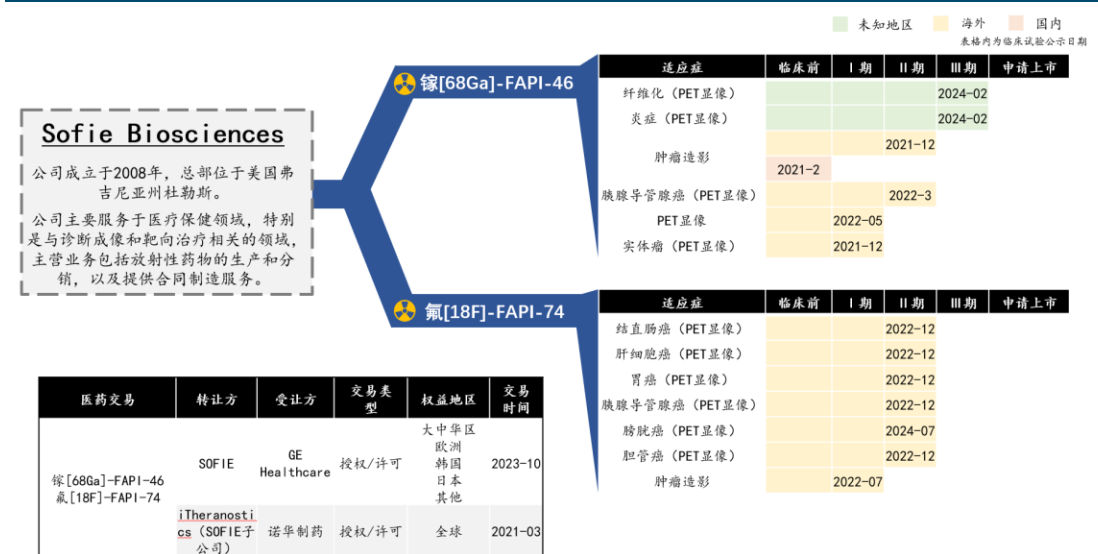 未知地区 海外 国内
表格内为临床试验公示日期
Sofie Biosciences
公司成立于2008年，总部位于美国弗
吉尼亚州杜勒斯。
公司主要服务于医疗保健领域，特别
是与诊断成像和靶向治疗相关的领域，
主营业务包括放射性药物的生产和分
销，以及提供合同制造服务。
镓[68Ga]-FAPI-46
适应症 临床前 I期 II期 III期 申请上市
纤维化（PET显像） 2024-02
炎症（PET显像） 2024-02
肿瘤造影 2021-12
2021-2
胰腺导管腺癌（PET显像） 2022-3
PET显像 2022-05
实体瘤（PET显像） 2021-12
氟[18F]-FAPI-74
适应症 临床前 I期 II期 III期 申请上市
结直肠癌（PET显像） 2022-12
肝细胞癌（PET显像） 2022-12
胃癌（PET显像） 2022-12
胰腺导管腺癌（PET显像） 2022-12
膀胱癌（PET显像） 2024-07
胆管癌（PET显像） 2022-12
肿瘤造影 2022-07
医药交易 转让方 受让方 交易类
型 权益地区 交易
时间
镓[68Ga]-FAPI-46
氟[18F]-FAPI-74
SOFIE
GE
Healthcare
授权/许可
大中华区
欧洲
韩国
日本
其他
2023-10
iTheranosti
cs（SOFIE子
公司）
诺华制药 授权/许可 全球 2021-03